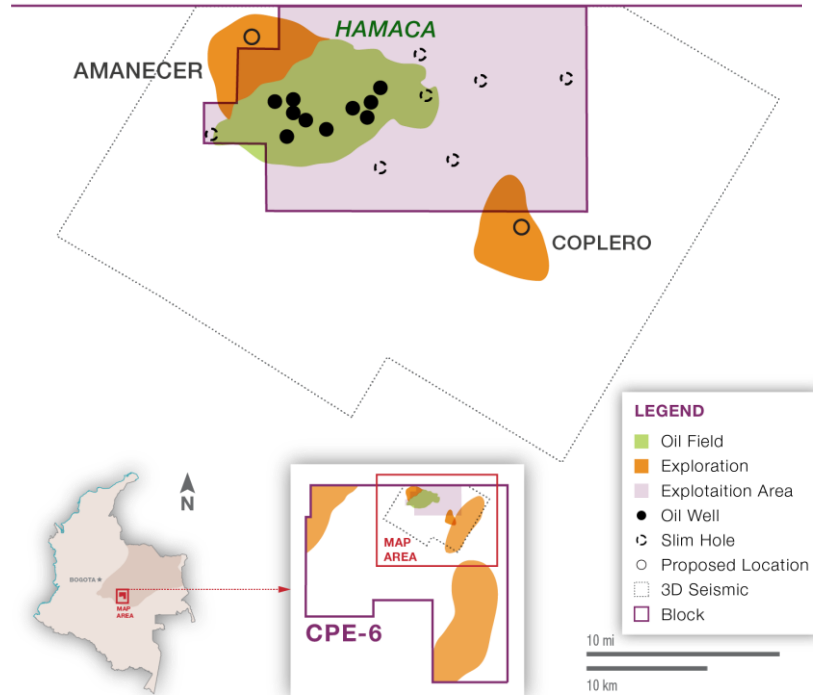 HAMACA
AMANECER
COPLERO
LEGEND
Oil Field
Exploration
Explotaition Area
Oil Well
Slim Hole
Proposed Location
3D Seismic
Block
N
BOGOTA
MAP
AREA
MAP
AREA
CPE-6
10 mi
10 km